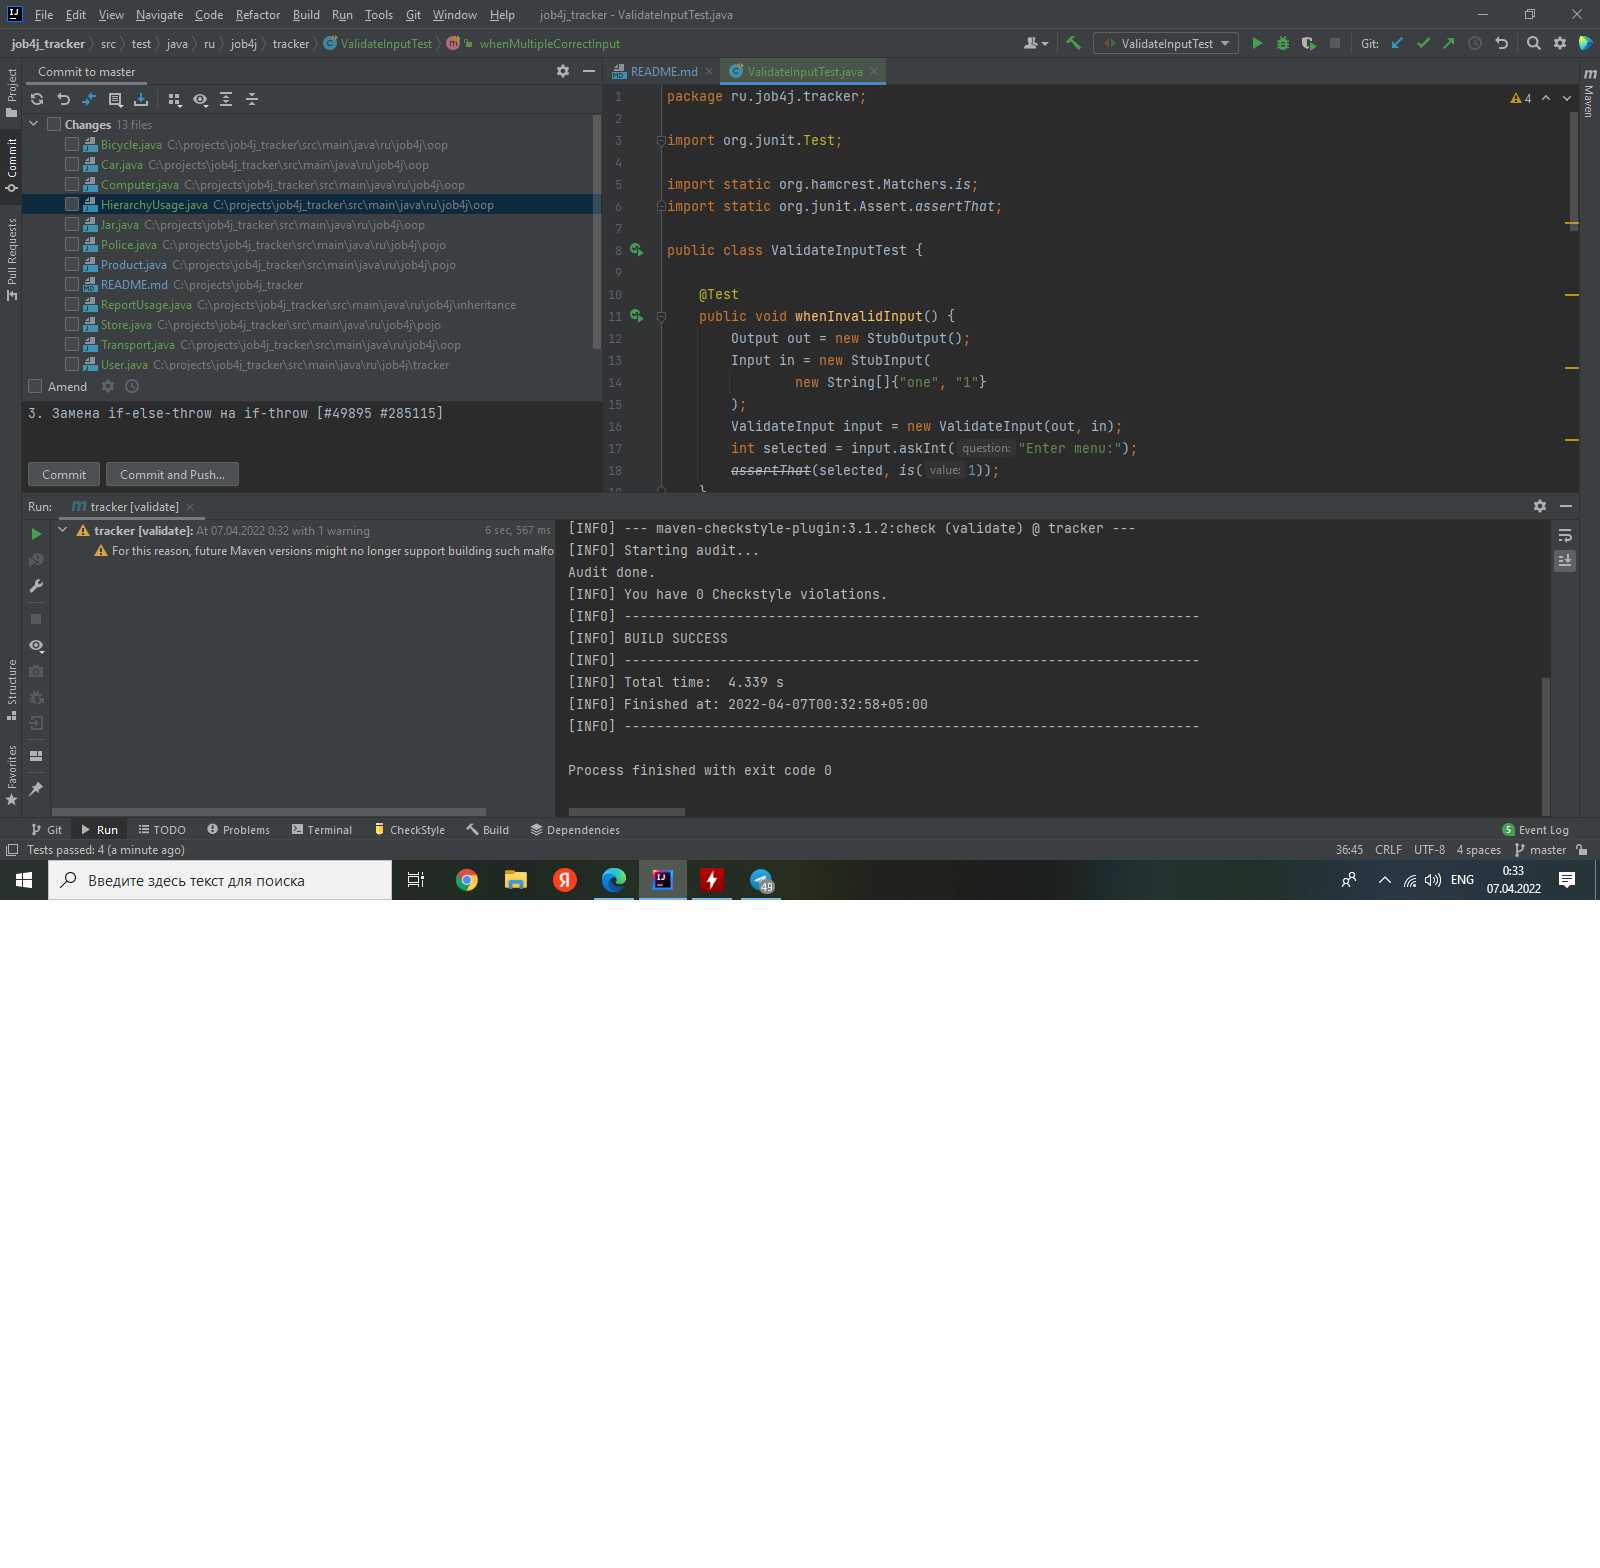 File Edit View Navigate Code Refactor Build Run Tools Git Window Help job4j_tracker - ValidateInputTest.java
job4j_tracker src test java ru job4j tracker ValidateInputTest whenMultipleCorrectInput ValidateInputTest Git:
Project
Commit
Pull Requests
Structure
Favorites
Commit to master
Changes 13 files
Bicycle.java C:\projects\job4j_tracker\src\main\java\ru\job4j\oop
Car.java C:\projects\job4j_tracker\src\main\java\ru\job4j\oop
Computer.java C:\projects\job4j_tracker\src\main\java\ru\job4j\oop
HierarchyUsage.java C:\projects\job4j_tracker\src\main\java\ru\job4j\oop
Jar.java C:\projects\job4j_tracker\src\main\java\ru\job4j\oop
Police.java C:\projects\job4j_tracker\src\main\java\ru\job4j\pojo
Product.java C:\projects\job4j_tracker\src\main\java\ru\job4j\pojo
README.md C:\projects\job4j_tracker
ReportUsage.java C:\projects\job4j_tracker\src\main\java\ru\job4j\inheritance
Store.java C:\projects\job4j_tracker\src\main\java\ru\job4j\pojo
Transport.java C:\projects\job4j_tracker\src\main\java\ru\job4j\oop
User.java C:\projects\job4j_tracker\src\main\java\ru\job4j\tracker
Amend
3. Замена if-else-throw на if-throw [#49895 #285115]
Commit Commit and Push...
README.md ValidateInputTest.java
4
1 package ru.job4j.tracker;
2
3 import org.junit.Test;
4
5 import static org.hamcrest.Matchers.is;
6 import static org.junit.Assert.assertThat;
7
8 public class ValidateInputTest {
9
10 @Test
11 public void whenInvalidInput() {
12 Output out = new StubOutput();
13 Input in = new StubInput(
14 new String[]{"one", "1"}
15 );
16 ValidateInput input = new ValidateInput(out, in);
17 int selected = input.askInt( question: "Enter menu:");
18 assertThat(selected, is( value: 1));
19 }
Maven
Run: tracker [validate]
tracker [validate]: At 07.04.2022 0:32 with 1 warning 6 sec, 567 ms
For this reason, future Maven versions might no longer support building such malfo
[INFO] --- maven-checkstyle-plugin:3.1.2:check (validate) @ tracker ---
[INFO] Starting audit...
Audit done.
[INFO] You have 0 Checkstyle violations.
[INFO] ------------------------------------------------------------------------
[INFO] BUILD SUCCESS
[INFO] ------------------------------------------------------------------------
[INFO] Total time:  4.339 s
[INFO] Finished at: 2022-04-07T00:32:58+05:00
[INFO] ------------------------------------------------------------------------
Process finished with exit code 0
Git Run TODO Problems Terminal CheckStyle Build Dependencies 5 Event Log
Tests passed: 4 (a minute ago) 36:45 CRLF UTF-8 4 spaces master
Введите здесь текст для поиска
Я
49
ENG
0:33
07.04.2022